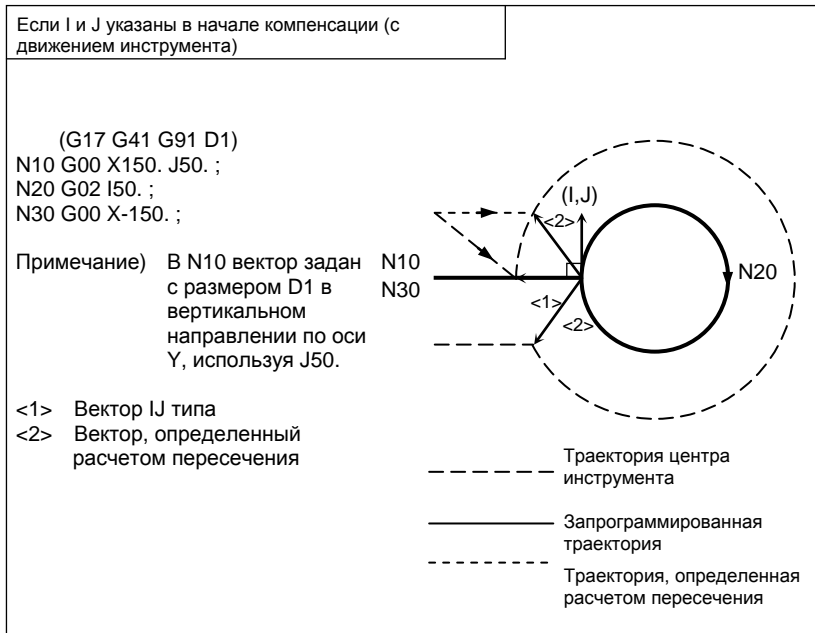 Если I и J указаны в начале компенсации (с
движением инструмента)
(G17 G41 G91 D1)
N10 G00 X150. J50. ;
N20 G02 I50. ;
N30 G00 X-150. ;
Примечание) В N10 вектор задан
с размером D1 в
вертикальном
направлении по оси
Y, используя J50.
<1> Вектор IJ типа
<2> Вектор, определенный
расчетом пересечения
(I,J)
<2>
N10
N30
N20
<1>
<2>
Траектория центра
инструмента
Запрограммированная
траектория
Траектория, определенная
расчетом пересечения